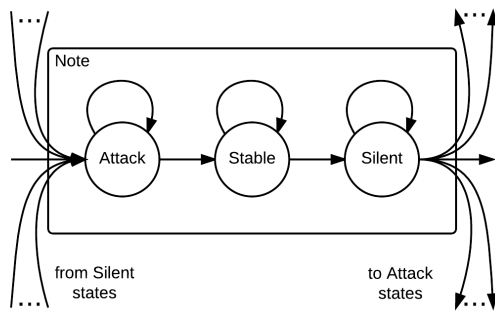 ... ...
Note
Attack Stable Silent
from Silent
states
to Attack
states
... ...